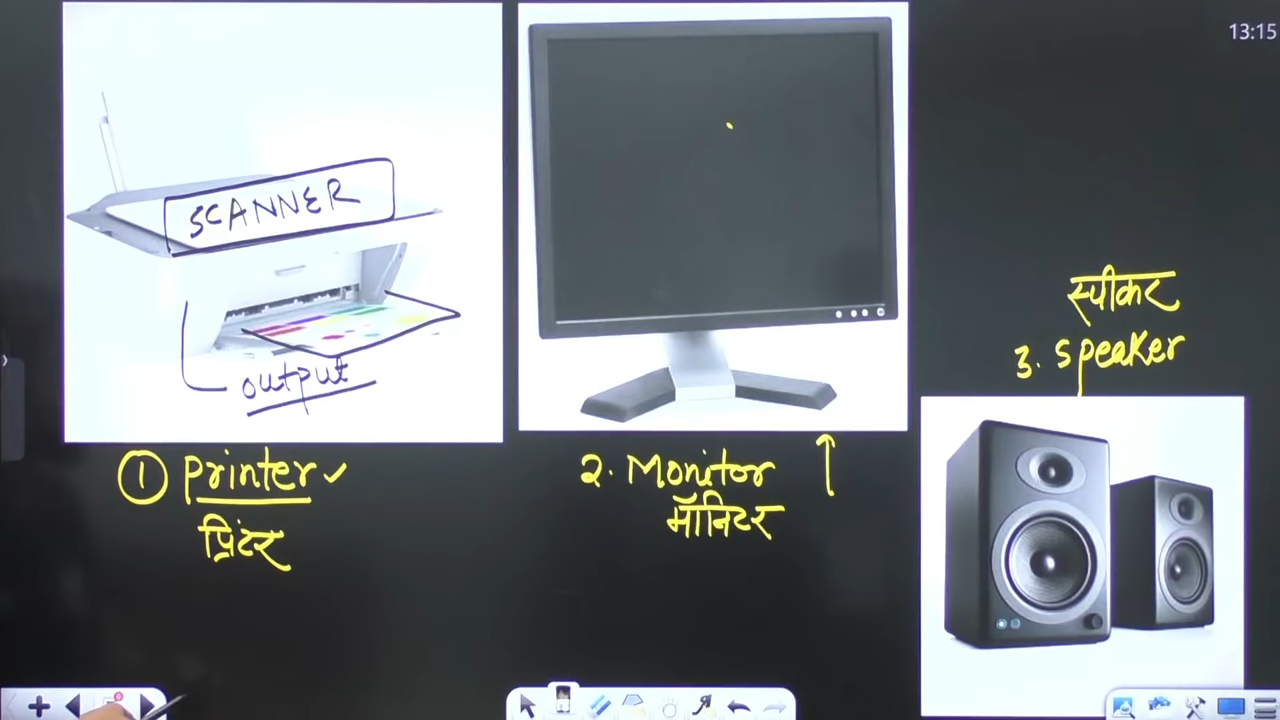 13:15
SCANNER
output
① Printer ✓
प्रिंटर
2. Monitor ↑
मॉनिटर
स्पीकर
3. Speaker